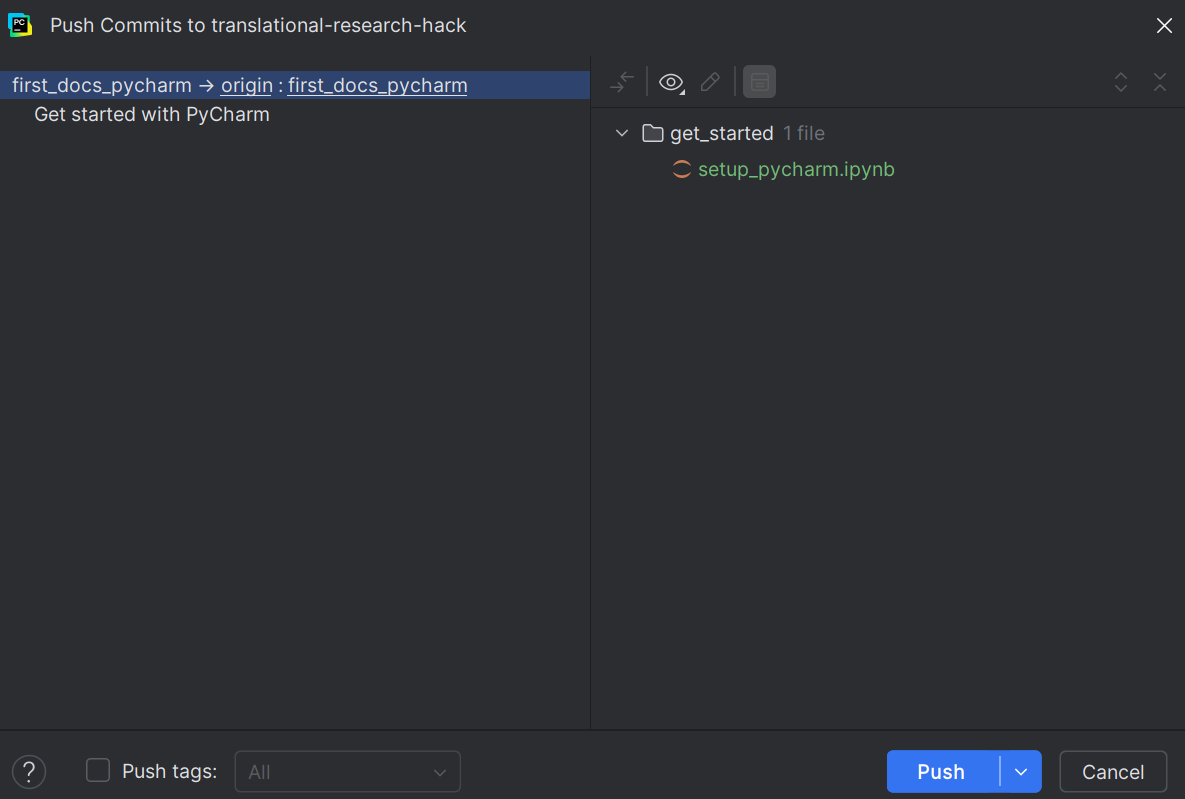 Push Commits to translational-research-hack
first_docs_pycharm → origin : first_docs_pycharm
Get started with PyCharm
get_started 1 file
setup_pycharm.ipynb
? Push tags: All
Push Cancel